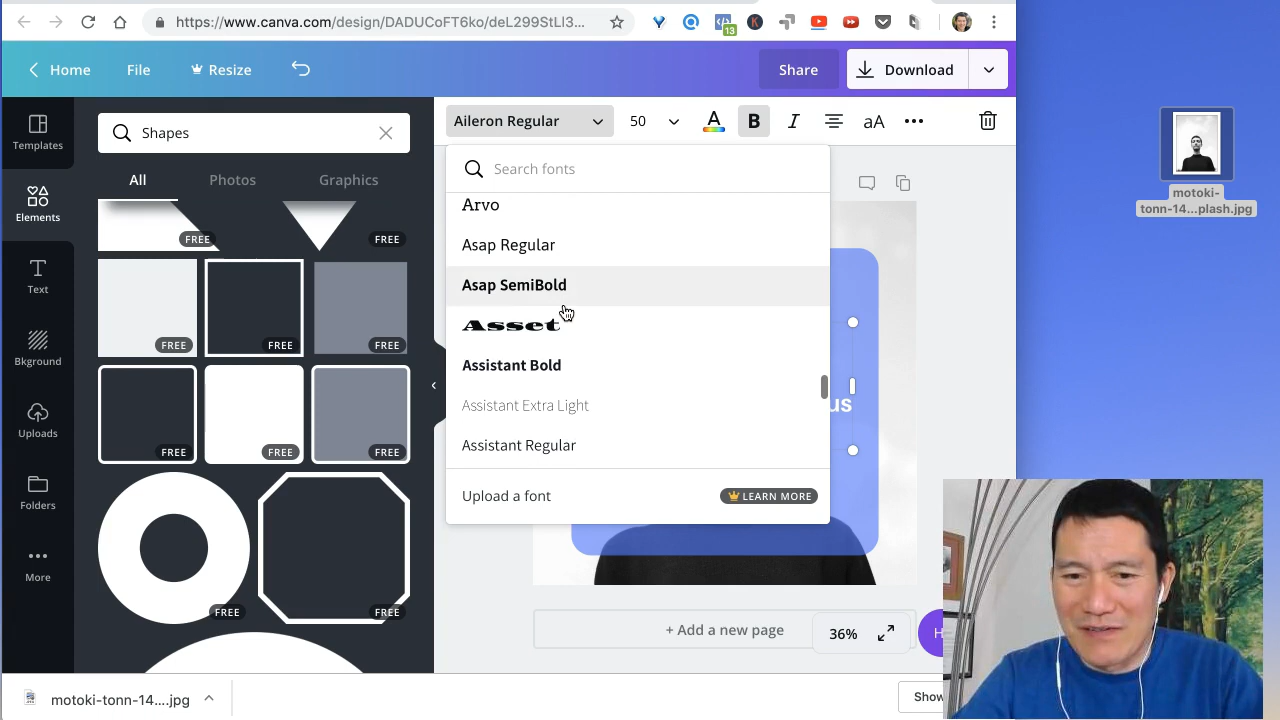 https://www.canva.com/design/DADUCoFT6ko/deL299StLl3...
13
Home
File
Resize
Share
Download
Templates
Elements
Text
Bkground
Uploads
Folders
More
Shapes
All
Photos
Graphics
FREE
FREE
FREE
FREE
FREE
FREE
FREE
FREE
FREE
FREE
Aileron Regular
50
B
I
aA
Search fonts
Arvo
Asap Regular
Asap SemiBold
Asset
Assistant Bold
Assistant Extra Light
Assistant Regular
Upload a font
LEARN MORE
us
+ Add a new page
36%
H
motoki-
tonn-14...plash.jpg
motoki-tonn-14....jpg
Show